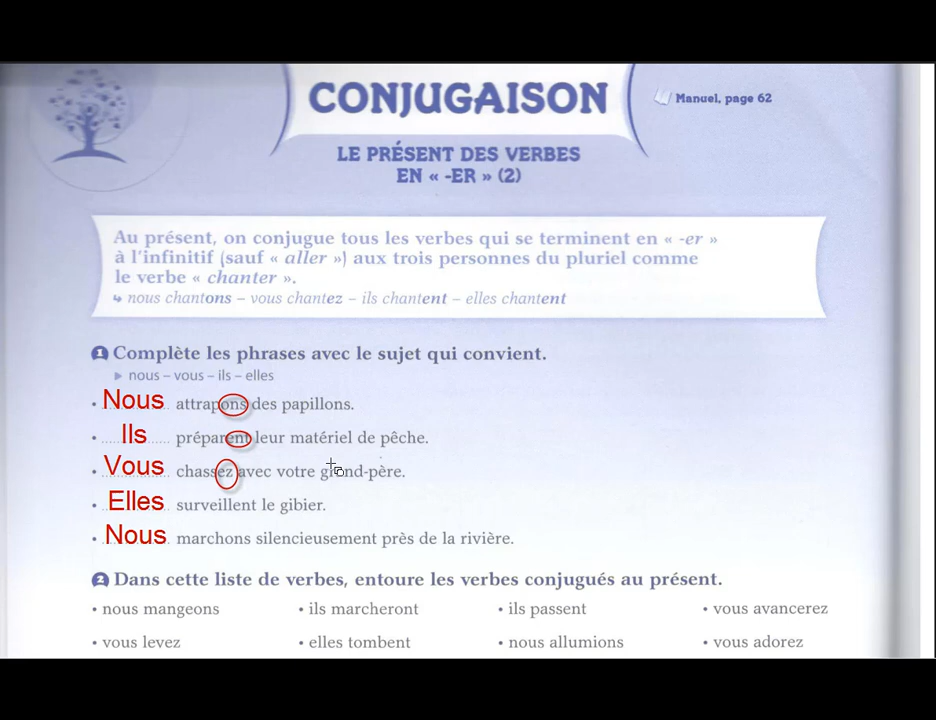 CONJUGAISON
Manuel, page 62
LE PRÉSENT DES VERBES
EN « -ER » (2)
Au présent, on conjugue tous les verbes qui se terminent en « -er »
à l'infinitif (sauf « aller ») aux trois personnes du pluriel comme
le verbe « chanter ».
↳ nous chantons – vous chantez – ils chantent – elles chantent
1 Complète les phrases avec le sujet qui convient.
▶ nous – vous – ils – elles
• Nous attrapons des papillons.
• Ils préparent leur matériel de pêche.
• Vous chassez avec votre grand-père.
• Elles surveillent le gibier.
• Nous marchons silencieusement près de la rivière.
2 Dans cette liste de verbes, entoure les verbes conjugués au présent.
• nous mangeons • ils marcheront • ils passent • vous avancerez
• vous levez • elles tombent • nous allumions • vous adorez